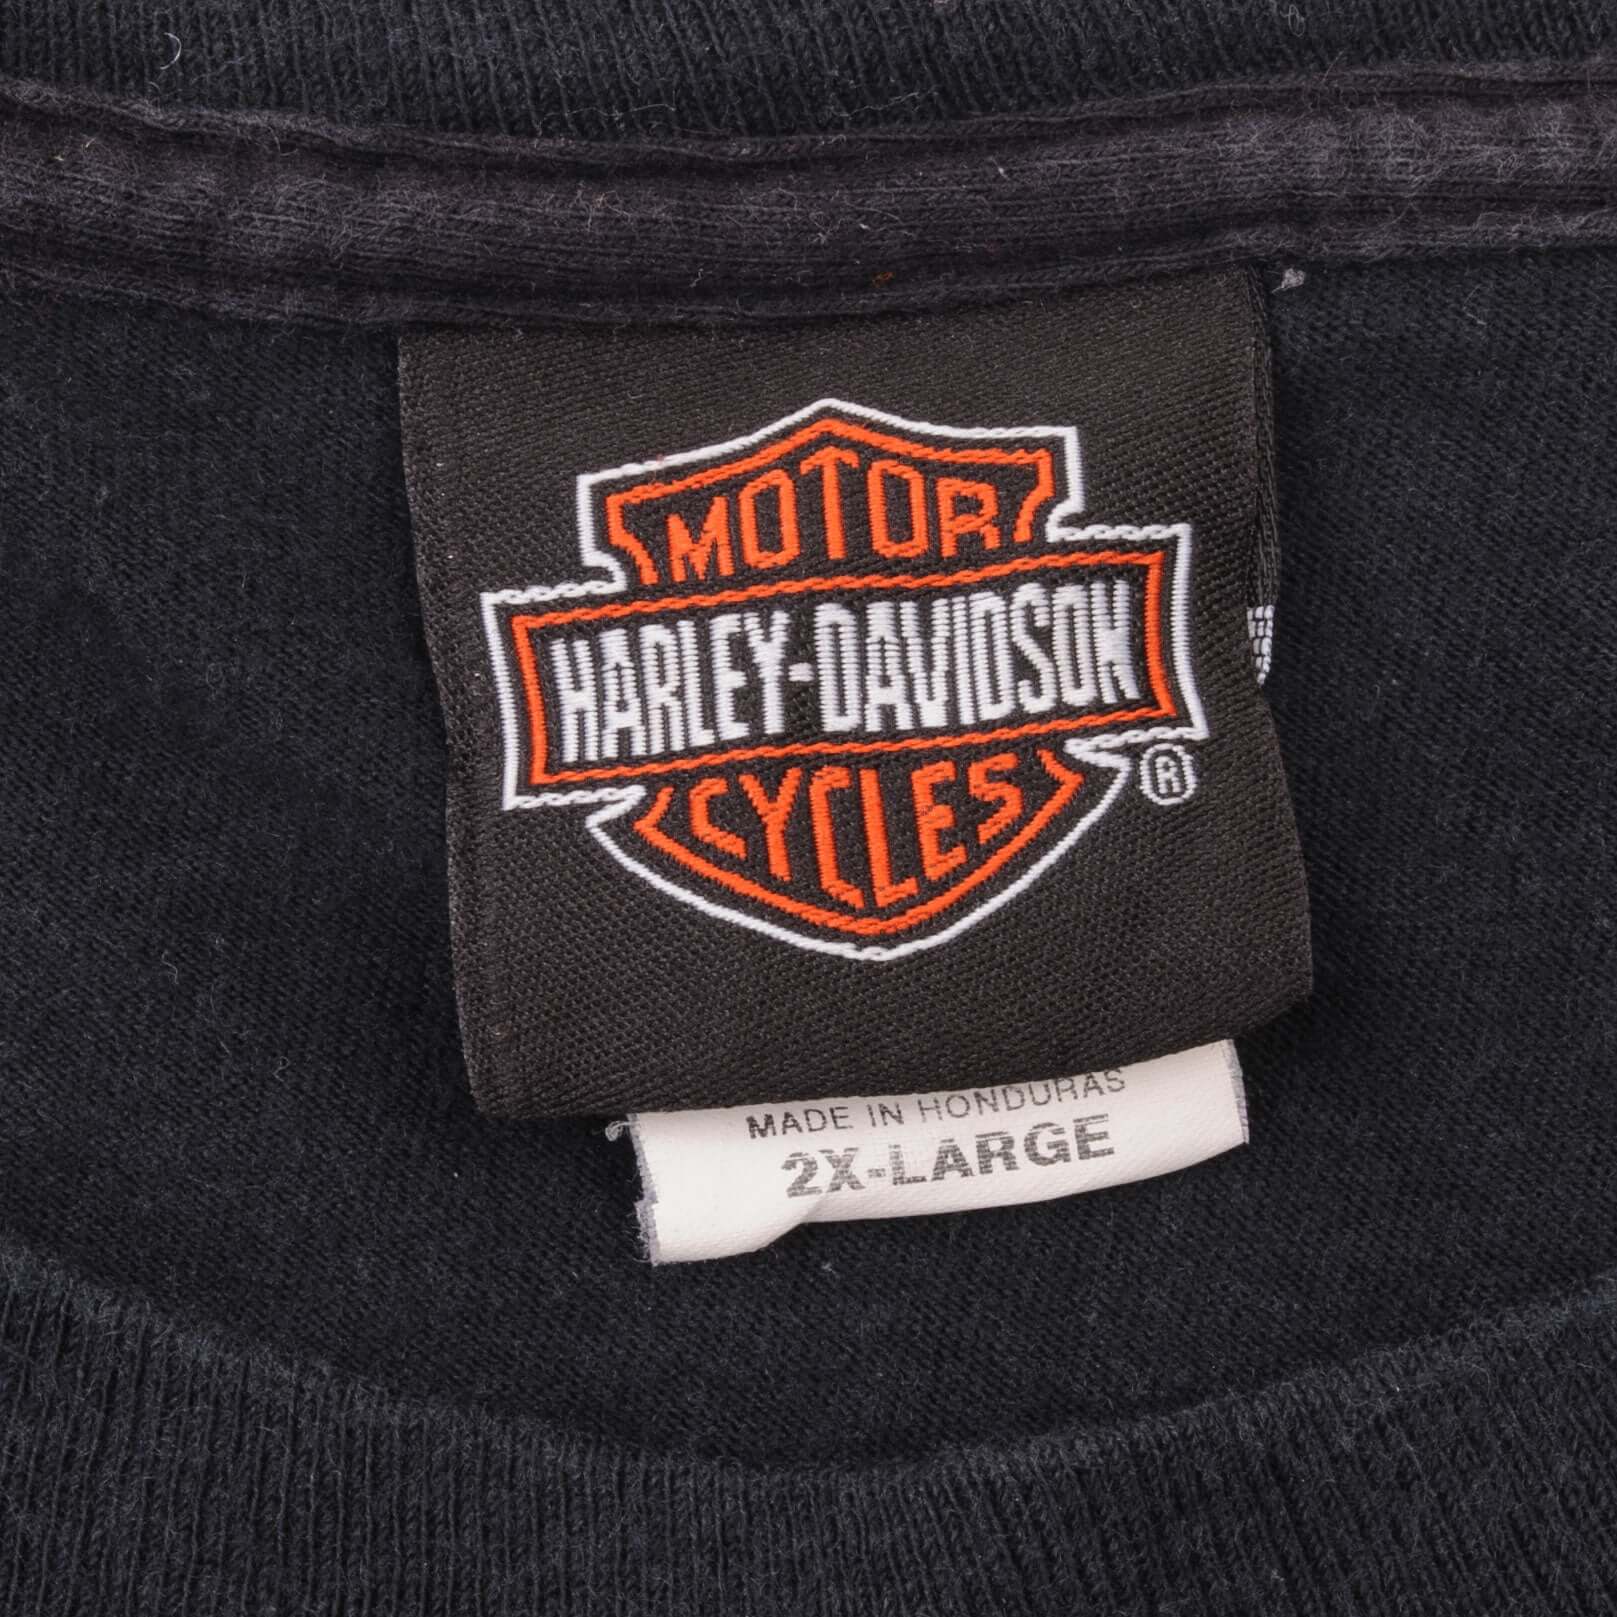 MOTOR
HARLEY-DAVIDSON
CYCLES
®
MADE IN HONDURAS
2X-LARGE